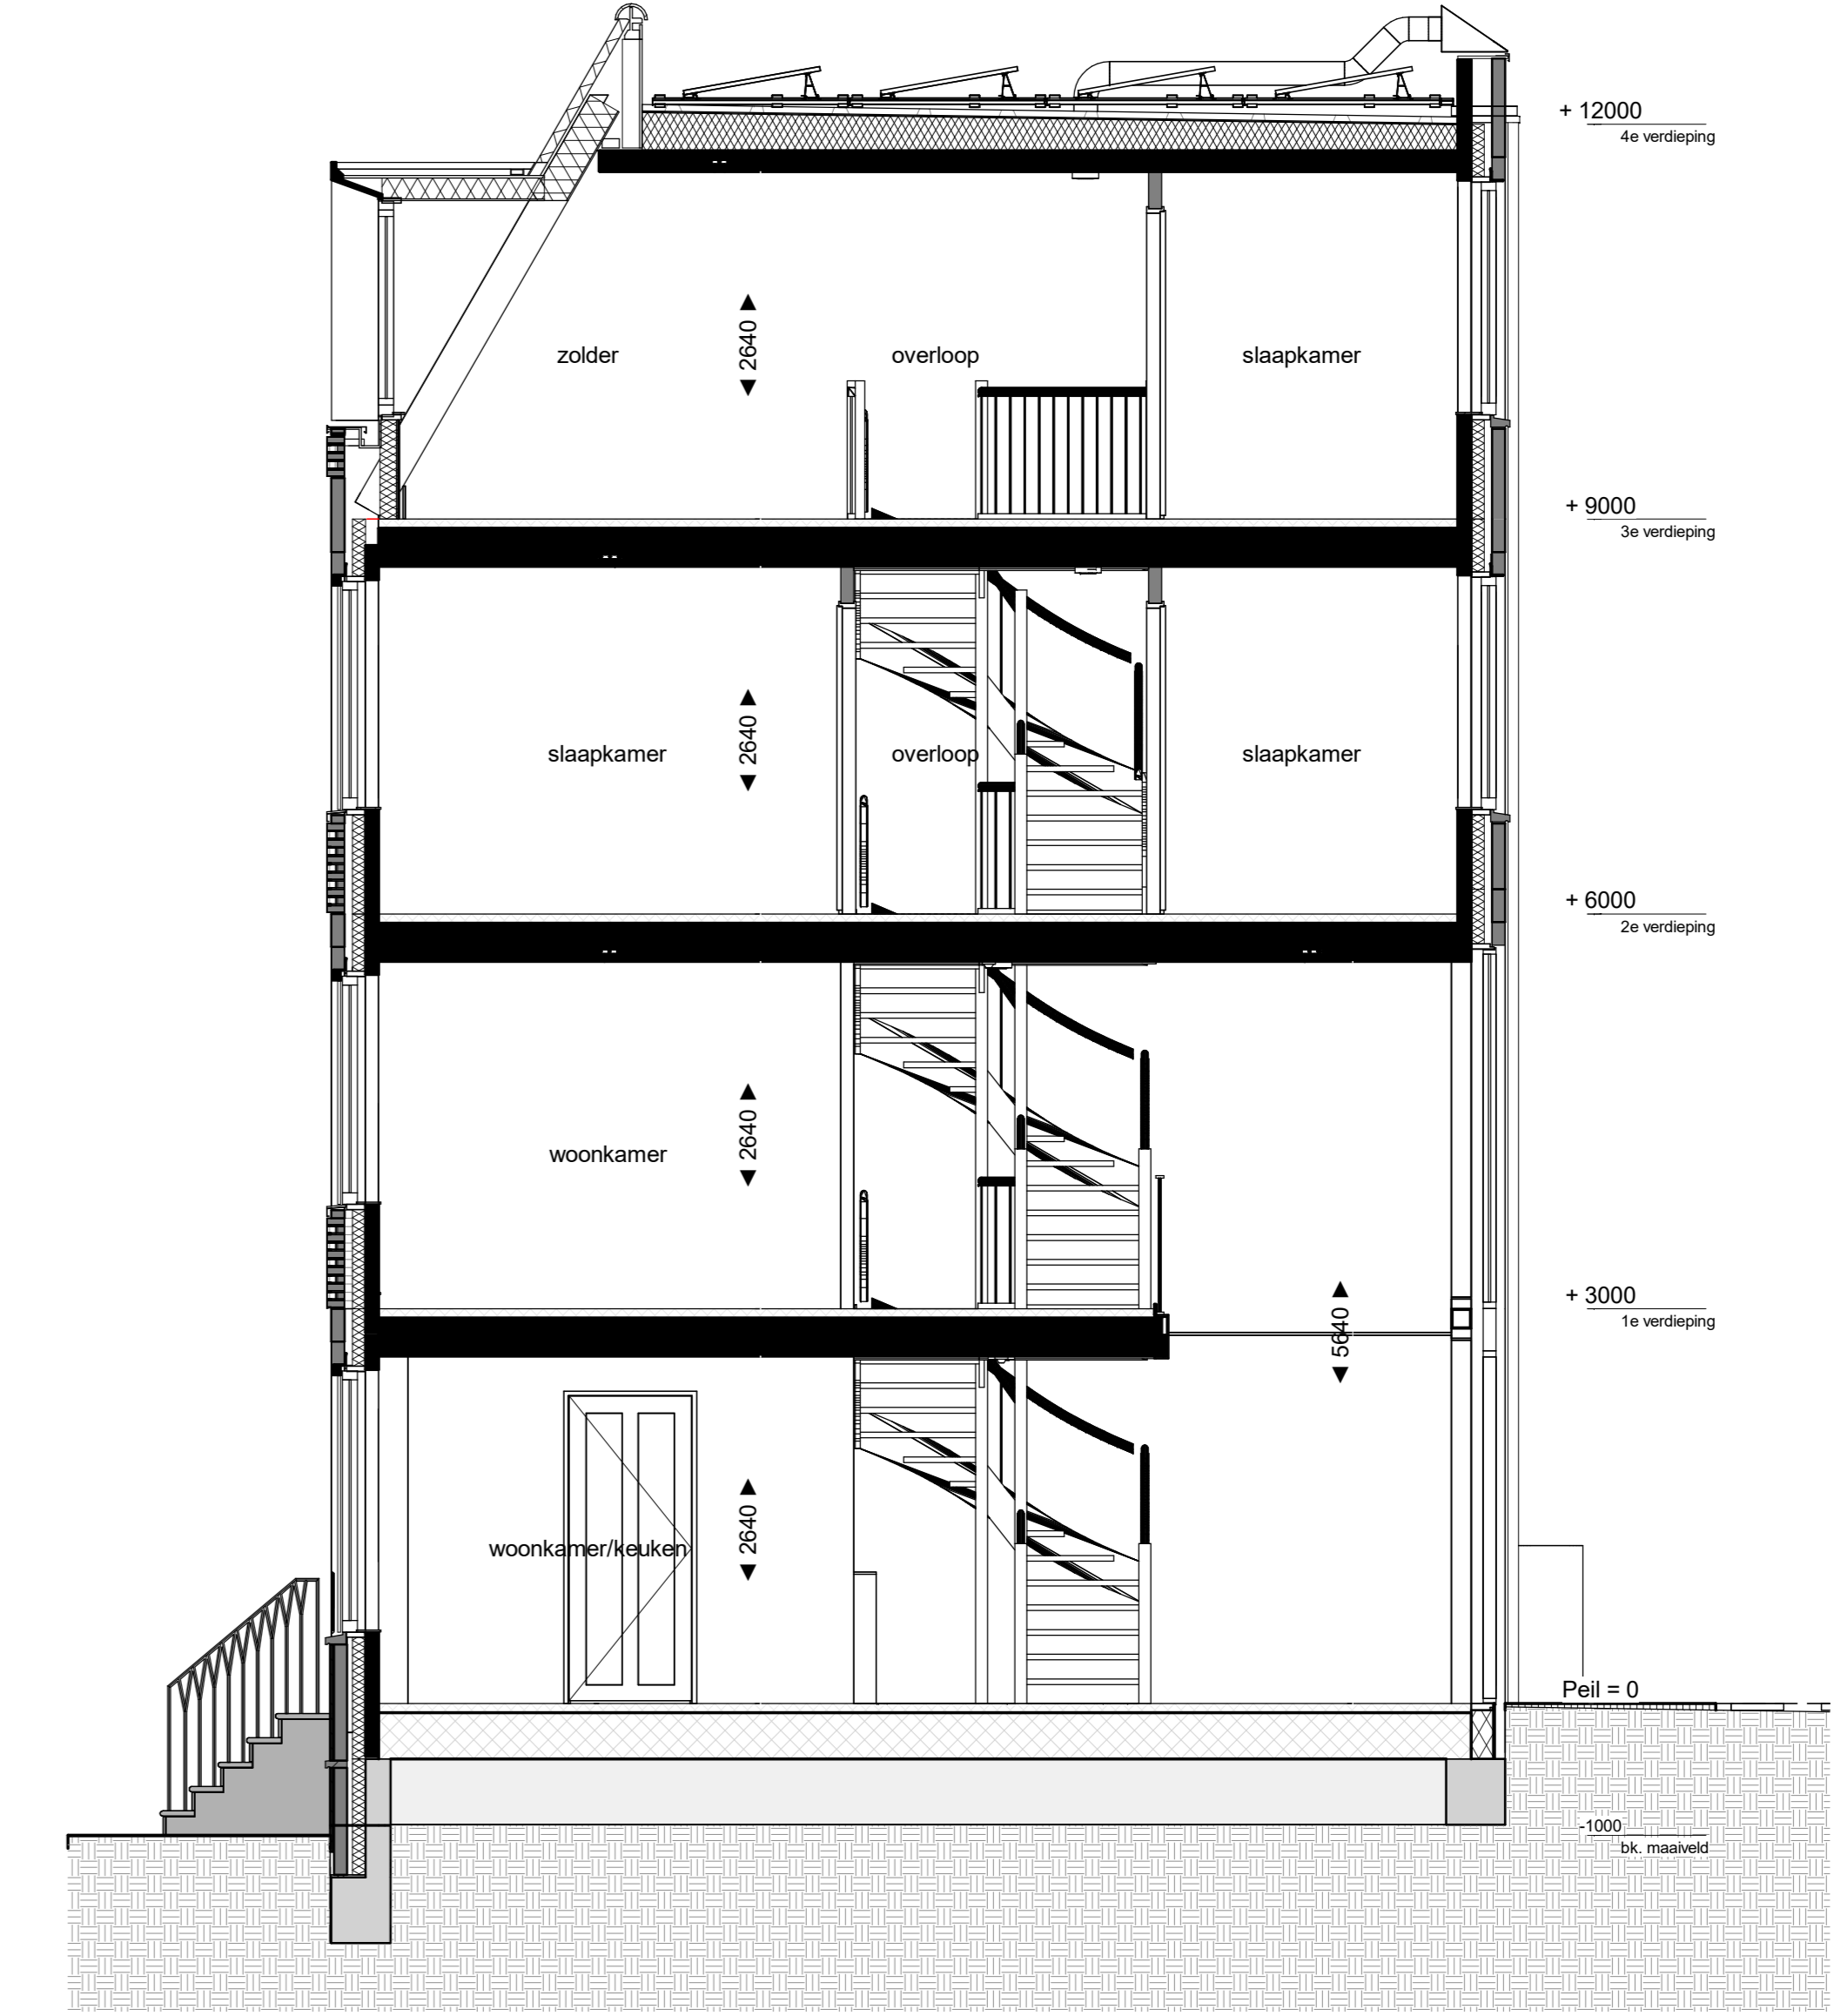 + 12000
4e verdieping
zolder
2640
overloop
slaapkamer
+ 9000
3e verdieping
slaapkamer
2640
overloop
slaapkamer
+ 6000
2e verdieping
woonkamer
2640
5640
+ 3000
1e verdieping
woonkamer/keuken
2640
Peil = 0
-1000
bk. maaiveld